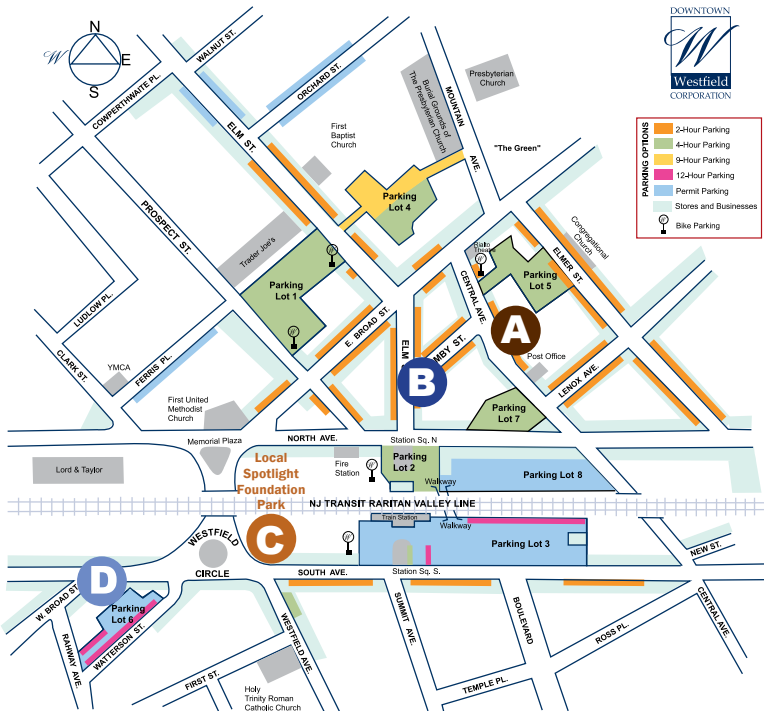 DOWNTOWN
W
Westfield
CORPORATION
N
W
E
S
PARKING OPTIONS
2-Hour Parking
4-Hour Parking
9-Hour Parking
12-Hour Parking
Permit Parking
Stores and Businesses
Bike Parking
WALNUT ST.
COWPERTHWAITE PL.
ORCHARD ST.
ELM ST.
MOUNTAIN
AVE.
Presbyterian
Church
Burial Grounds of
The Presbyterian Church
First
Baptist
Church
"The Green"
PROSPECT ST.
Parking
Lot 4
Trader Joe's
Rialto
Theatre
Congregational
Church
ELMER ST.
Parking
Lot 5
CENTRAL AVE.
Parking
Lot 1
LUDLOW PL.
E. BROAD ST.
A
ELM
MBY ST.
B
Post Office
LENOX AVE.
CLARK ST.
YMCA
FERRIS PL.
First United
Methodist
Church
Parking
Lot 7
Memorial Plaza
NORTH AVE.
Station Sq. N
Lord & Taylor
Local
Spotlight
Foundation
Park
Fire
Station
Parking
Lot 2
Walkway
Parking Lot 8
NJ TRANSIT RARITAN VALLEY LINE
Train Station
Walkway
C
WESTFIELD
CIRCLE
Parking Lot 3
NEW ST.
SOUTH AVE.
Station Sq. S.
D
W. BROAD ST
Parking
Lot 6
RAHWAY AVE.
WATTERSON ST.
WESTFIELD AVE.
SUMMIT AVE.
BOULEVARD
CENTRAL AVE.
ROSS PL.
FIRST ST.
TEMPLE PL.
Holy
Trinity Roman
Catholic Church